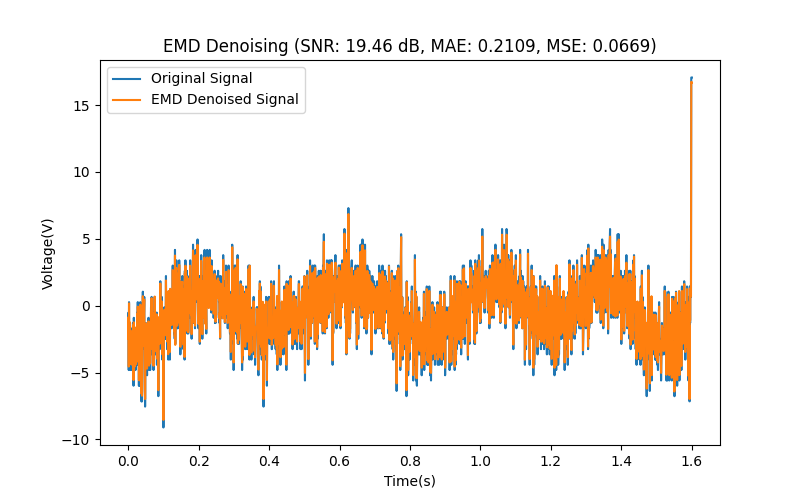 EMD Denoising (SNR: 19.46 dB, MAE: 0.2109, MSE: 0.0669)
Original Signal
EMD Denoised Signal
15
10
5
0
−5
−10
Voltage(V)
0.0 0.2 0.4 0.6 0.8 1.0 1.2 1.4 1.6
Time(s)